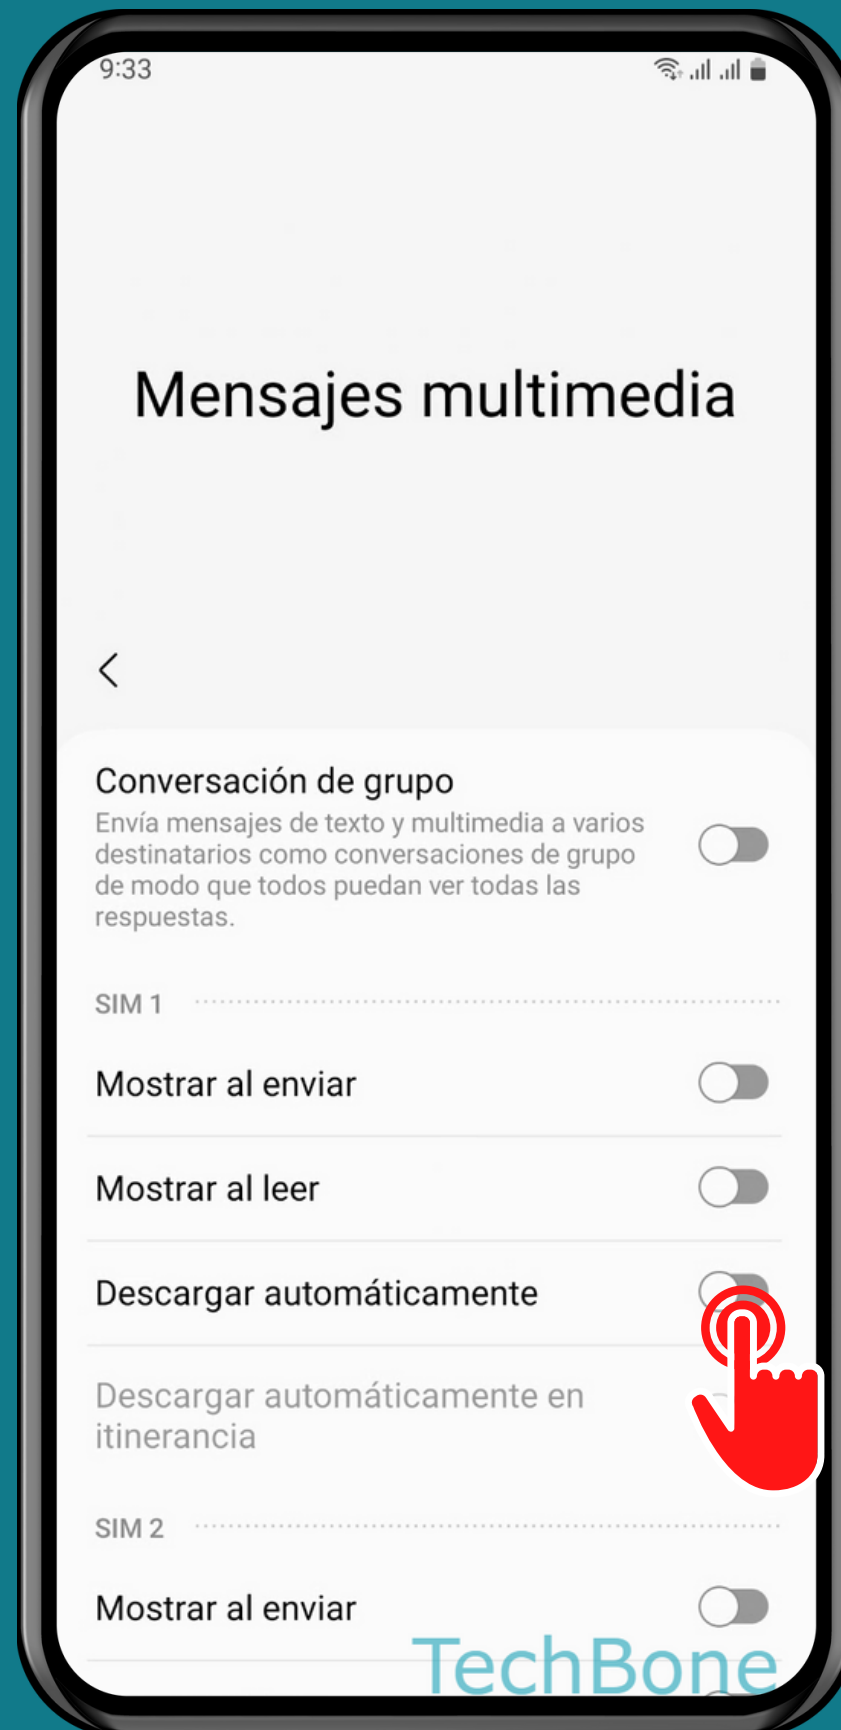 9:33
Mensajes multimedia
Conversación de grupo
Envía mensajes de texto y multimedia a varios
destinatarios como conversaciones de grupo
de modo que todos puedan ver todas las
respuestas.
SIM 1
Mostrar al enviar
Mostrar al leer
Descargar automáticamente
Descargar automáticamente en
itinerancia
SIM 2
Mostrar al enviar
TechBone